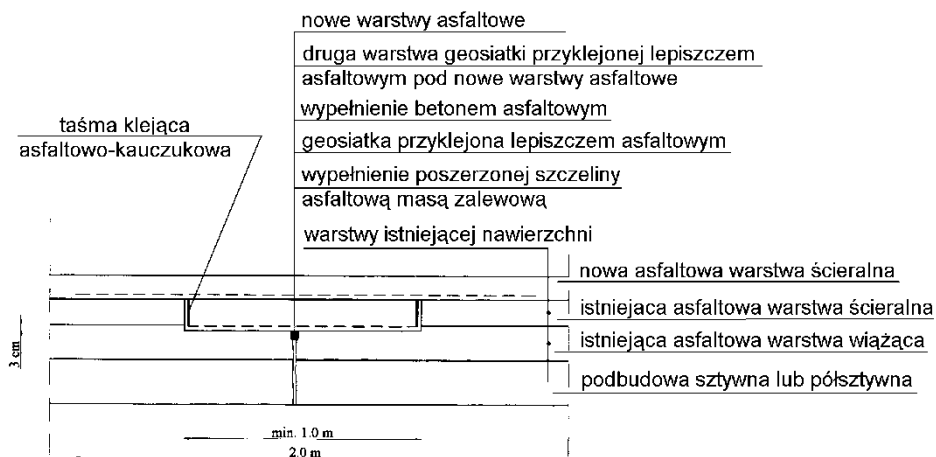 nowe warstwy asfaltowe
druga warstwa geosiatki przyklejonej lepiszczem
asfaltowym pod nowe warstwy asfaltowe
wypełnienie betonem asfaltowym
taśma klejąca
asfaltowo-kauczukowa
geosiatka przyklejona lepiszczem asfaltowym
wypełnienie poszerzonej szczeliny
asfaltową masą zalewową
warstwy istniejącej nawierzchni
nowa asfaltowa warstwa ścieralna
istniejaca asfaltowa warstwa ścieralna
istniejąca asfaltowa warstwa wiążąca
podbudowa sztywna lub półsztywna
3 cm
min. 1.0 m
2.0 m